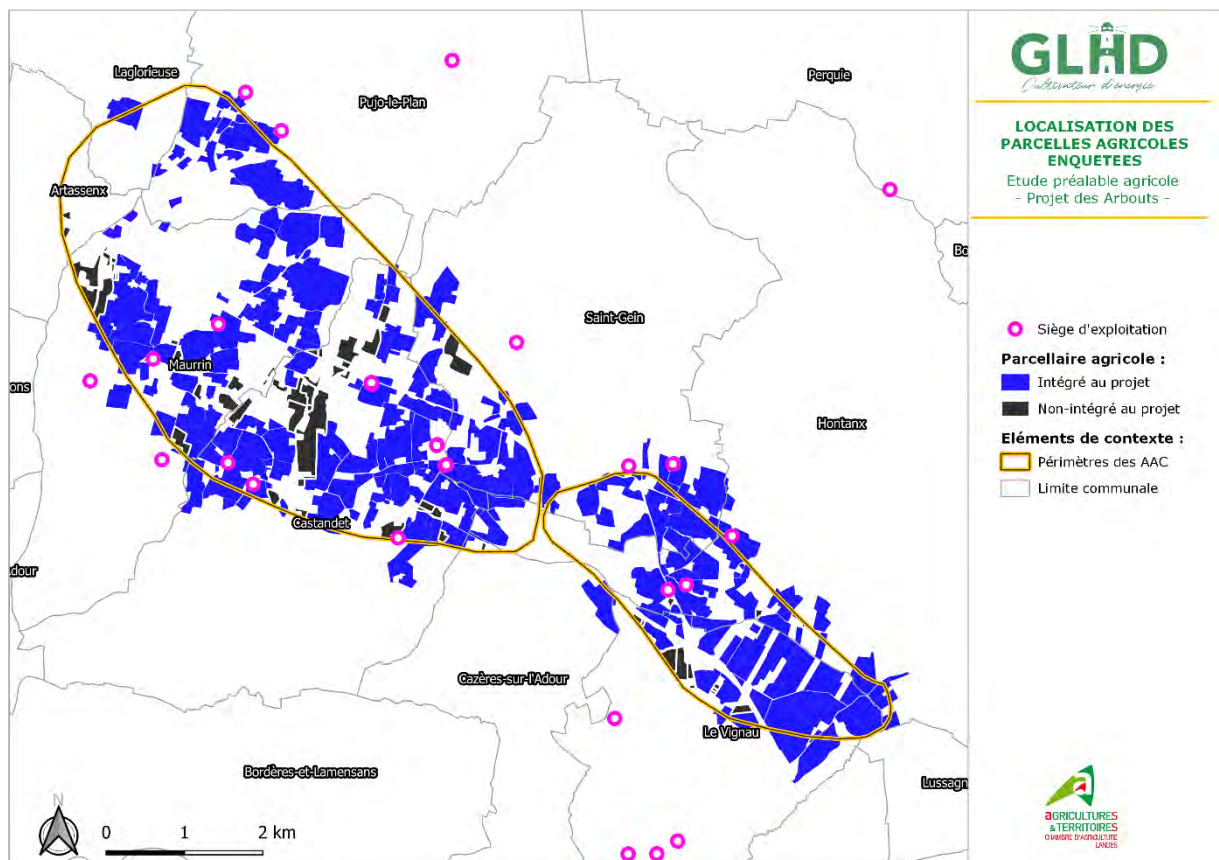 Laglorieuse
Pujo-le-Plan
Perquie
Artassenx
Bo
Saint-Gein
Maurrin
ons
Hontanx
Castandet
dour
Cazères-sur-l'Adour
Le Vignau
Bordères-et-Lamensans
Lussagn
N
0 1 2 km
GLHD
Cultivateur d'énergie
LOCALISATION DES
PARCELLES AGRICOLES
ENQUETEES
Etude préalable agricole
- Projet des Arbouts -
Siège d'exploitation
Parcellaire agricole :
Intégré au projet
Non-intégré au projet
Eléments de contexte :
Périmètres des AAC
Limite communale
aGRICULTURES
& TERRITOIRES
CHAMBRE D'AGRICULTURE
LANDES